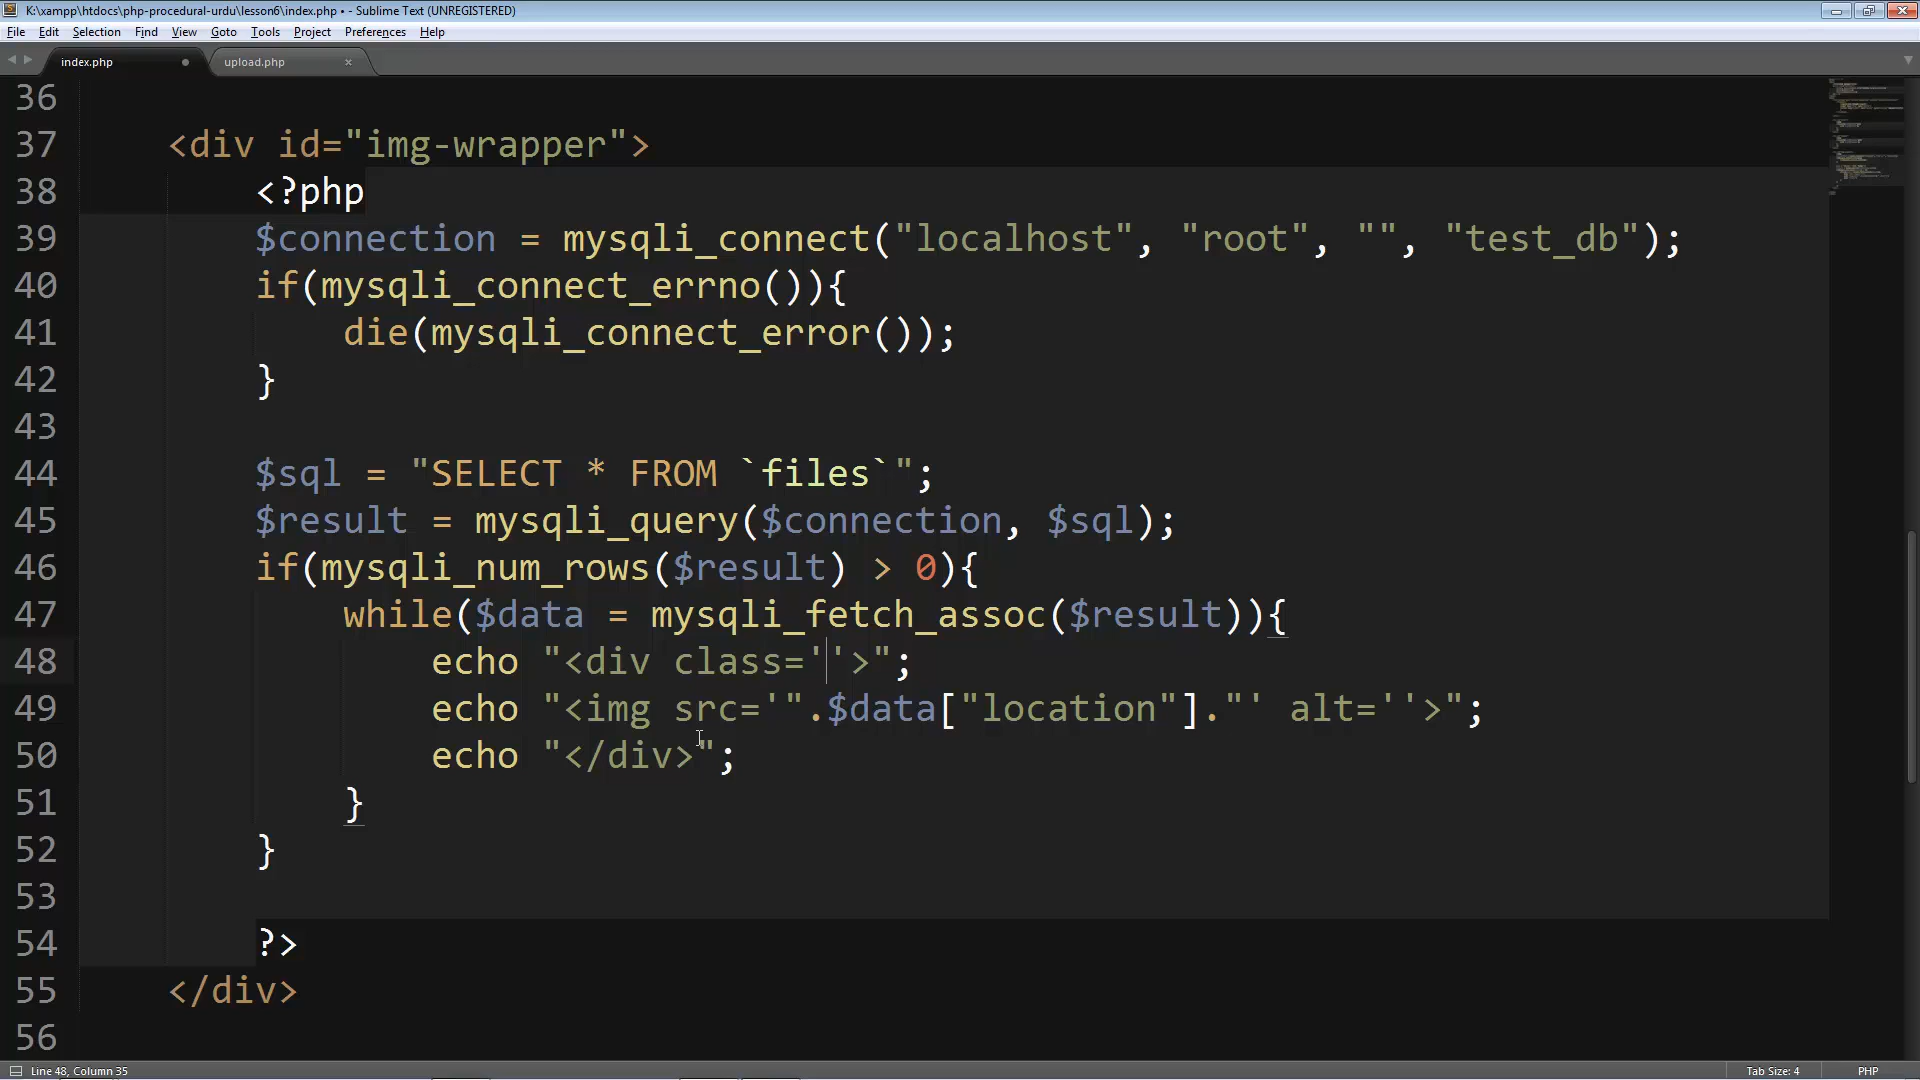 K:\xampp\htdocs\php-procedural-urdu\lesson6\index.php • - Sublime Text (UNREGISTERED)
File Edit Selection Find View Goto Tools Project Preferences Help
index.php upload.php
36
37 <div id="img-wrapper">
38 <?php
39 $connection = mysqli_connect("localhost", "root", "", "test_db");
40 if(mysqli_connect_errno()){
41 die(mysqli_connect_error());
42 }
43
44 $sql = "SELECT * FROM `files`";
45 $result = mysqli_query($connection, $sql);
46 if(mysqli_num_rows($result) > 0){
47 while($data = mysqli_fetch_assoc($result)){
48 echo "<div class=''>";
49 echo "<img src='".$data["location"]."' alt=''>";
50 echo "</div>";
51 }
52 }
53
54 ?>
55 </div>
56
Line 48, Column 35 Tab Size: 4 PHP